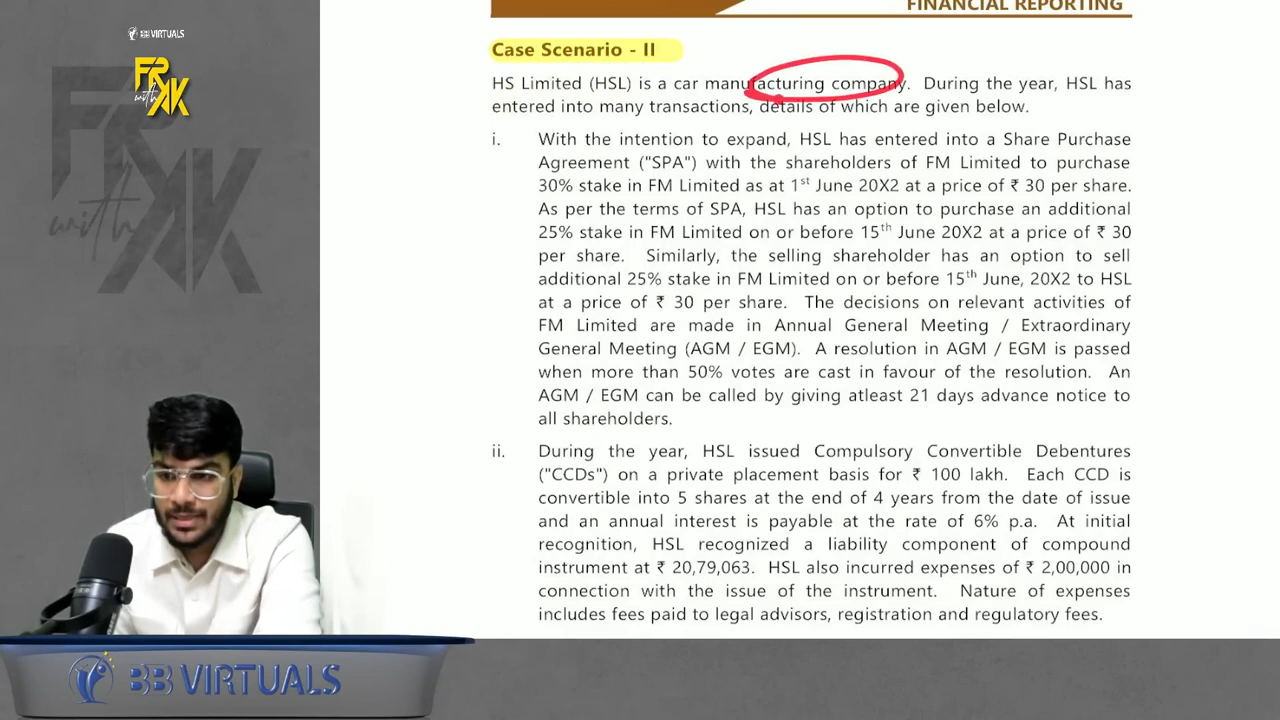 FINANCIAL REPORTING
BB VIRTUALS
FR
with
AK
Case Scenario - II
HS Limited (HSL) is a car manufacturing company. During the year, HSL has
entered into many transactions, details of which are given below.
i. With the intention to expand, HSL has entered into a Share Purchase
Agreement ("SPA") with the shareholders of FM Limited to purchase
30% stake in FM Limited as at 1st June 20X2 at a price of ₹ 30 per share.
As per the terms of SPA, HSL has an option to purchase an additional
25% stake in FM Limited on or before 15th June 20X2 at a price of ₹ 30
per share. Similarly, the selling shareholder has an option to sell
additional 25% stake in FM Limited on or before 15th June, 20X2 to HSL
at a price of ₹ 30 per share. The decisions on relevant activities of
FM Limited are made in Annual General Meeting / Extraordinary
General Meeting (AGM / EGM). A resolution in AGM / EGM is passed
when more than 50% votes are cast in favour of the resolution. An
AGM / EGM can be called by giving atleast 21 days advance notice to
all shareholders.
ii. During the year, HSL issued Compulsory Convertible Debentures
("CCDs") on a private placement basis for ₹ 100 lakh. Each CCD is
convertible into 5 shares at the end of 4 years from the date of issue
and an annual interest is payable at the rate of 6% p.a. At initial
recognition, HSL recognized a liability component of compound
instrument at ₹ 20,79,063. HSL also incurred expenses of ₹ 2,00,000 in
connection with the issue of the instrument. Nature of expenses
includes fees paid to legal advisors, registration and regulatory fees.
BB VIRTUALS